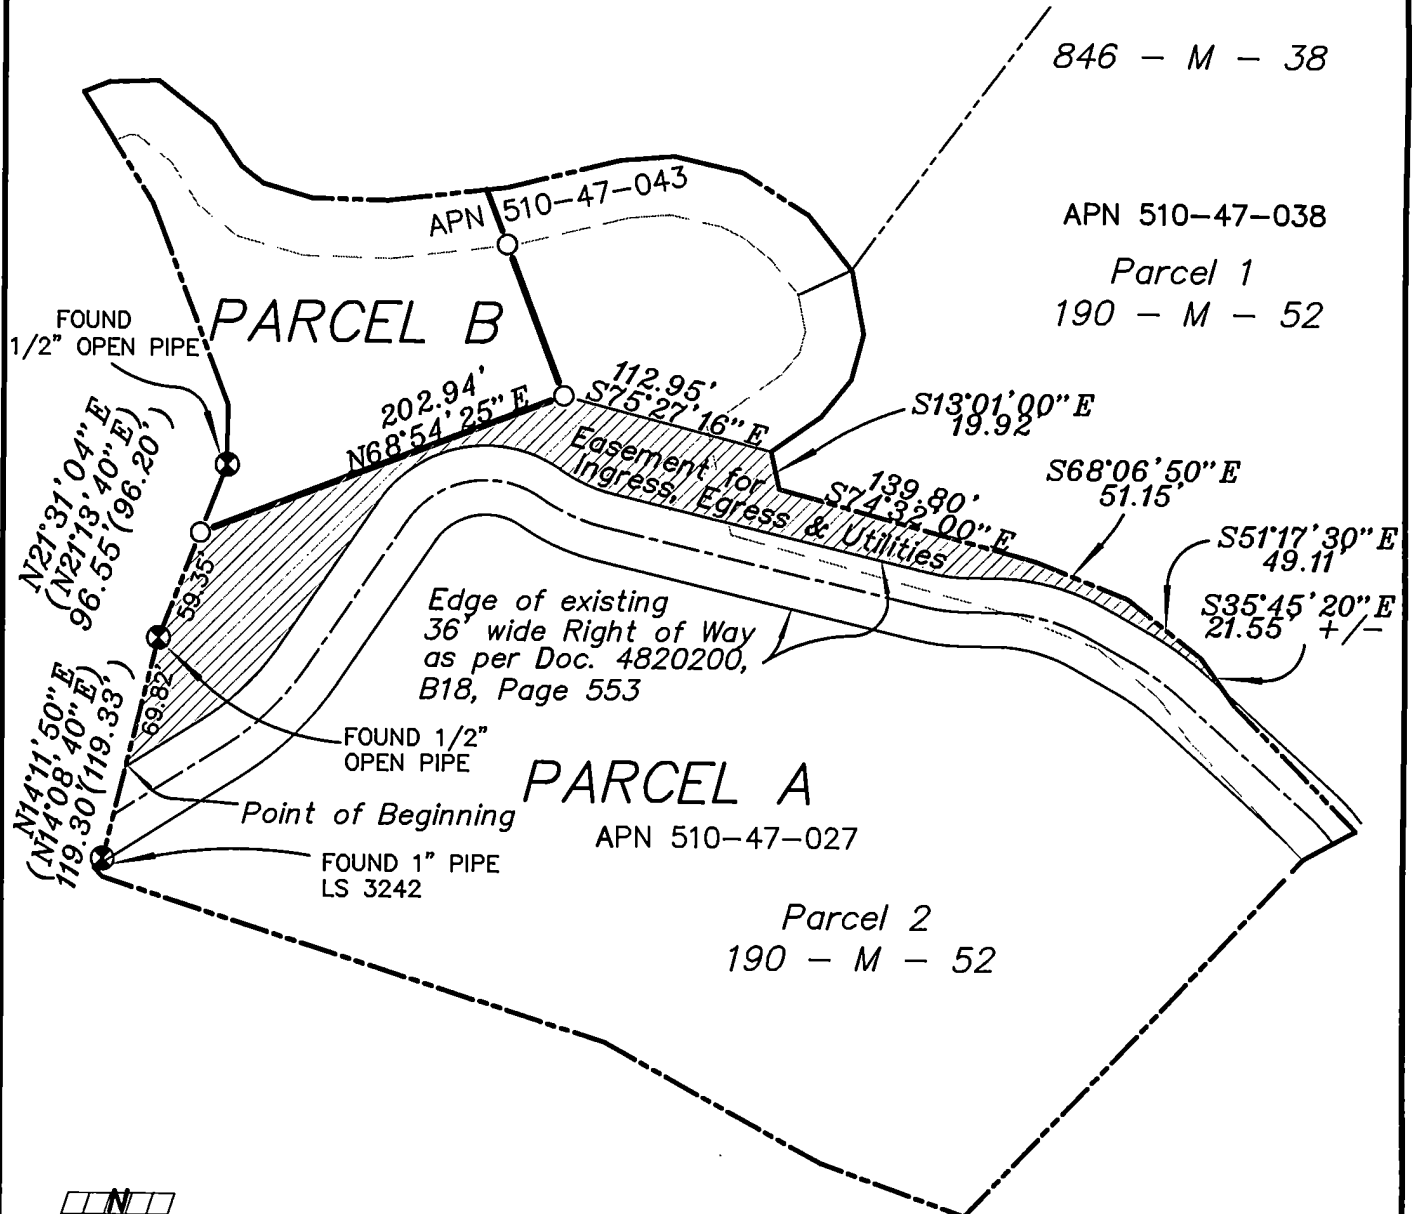 846 - M - 38
APN 510-47-043
APN 510-47-038
Parcel 1
190 - M - 52
FOUND
1/2" OPEN PIPE
PARCEL B
202.94'
N68°54'25"E
112.95'
S75°27'16"E
S13°01'00"E
19.92'
Easement for
Ingress, Egress & Utilities
139.80'
S74°32'00"E
S68°06'50"E
51.15'
S51°17'30"E
49.11'
S35°45'20"E
21.55' +/-
N21°31'04"E
(N21°13'40"E)
96.55'(96.20')
59.35'
Edge of existing
36' wide Right of Way
as per Doc. 4820200,
B18, Page 553
69.82'
N14°11'50"E
(N14°08'40"E)
119.30'(119.33')
FOUND 1/2"
OPEN PIPE
PARCEL A
APN 510-47-027
Point of Beginning
FOUND 1" PIPE
LS 3242
Parcel 2
190 - M - 52
N